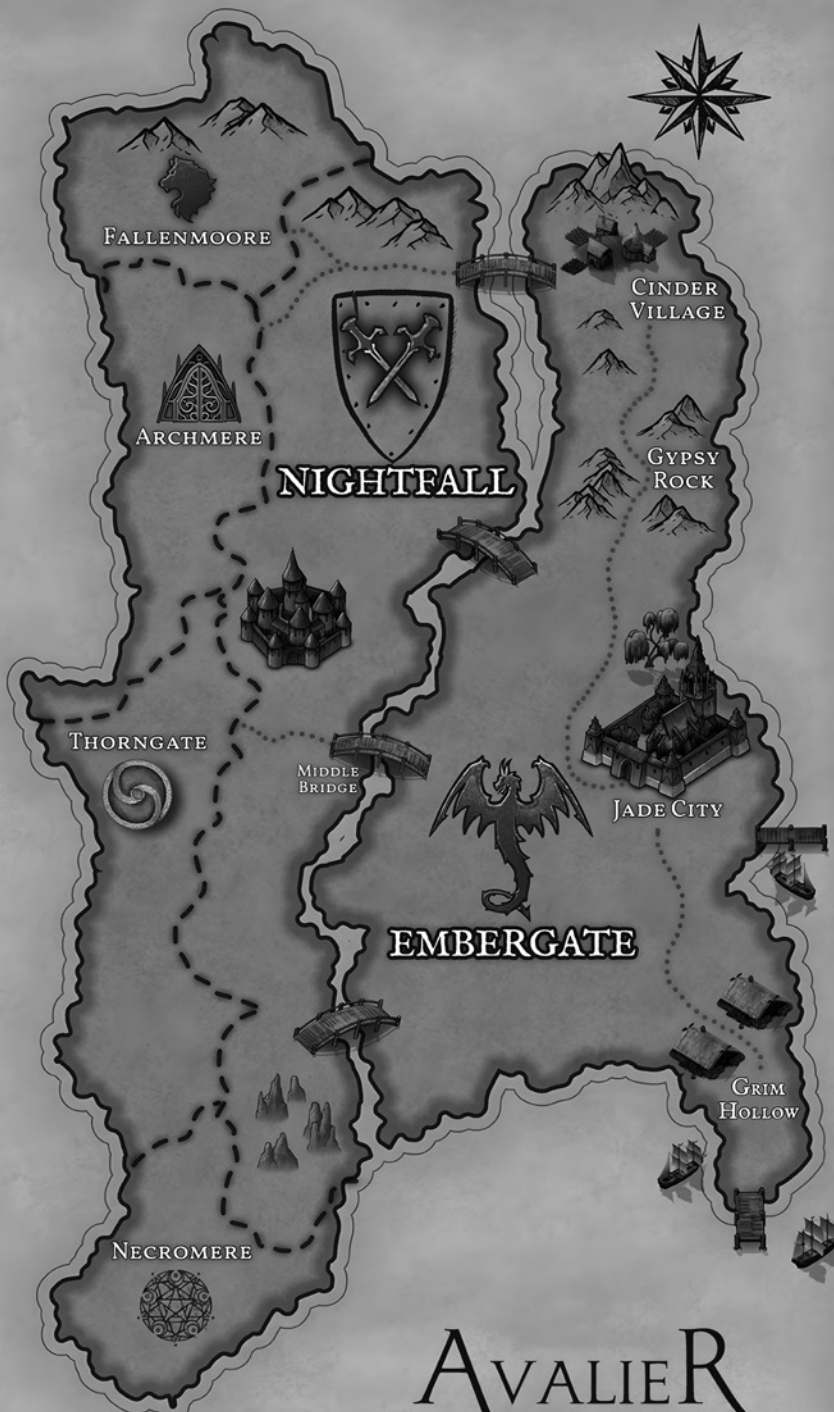 FALLENMOORE
CINDER
VILLAGE
ARCHMERE
GYPSY
ROCK
NIGHTFALL
THORNGATE
MIDDLE
BRIDGE
JADE CITY
EMBERGATE
GRIM
HOLLOW
NECROMERE
AVALIER